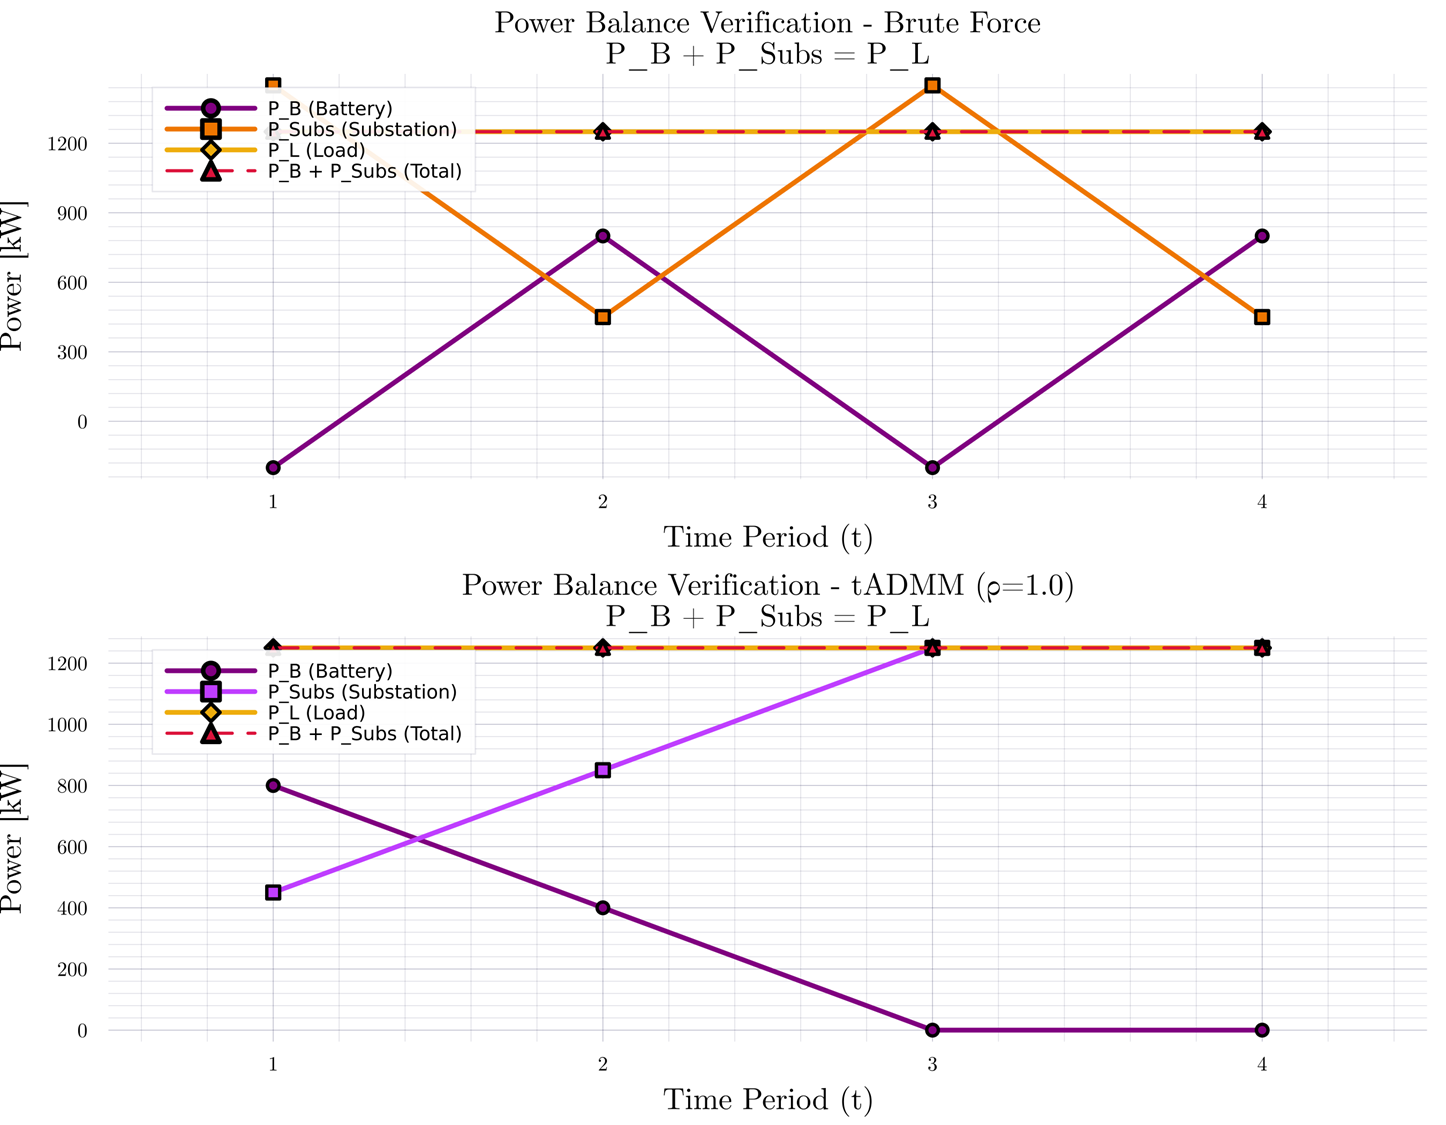 Power Balance Verification - Brute Force
P_B + P_Subs = P_L
P_B (Battery)
P_Subs (Substation)
P_L (Load)
P_B + P_Subs (Total)
1200
900
600
300
0
Power [kW]
1 2 3 4
Time Period (t)
Power Balance Verification - tADMM (ρ=1.0)
P_B + P_Subs = P_L
P_B (Battery)
P_Subs (Substation)
P_L (Load)
P_B + P_Subs (Total)
1200
1000
800
600
400
200
0
Power [kW]
1 2 3 4
Time Period (t)